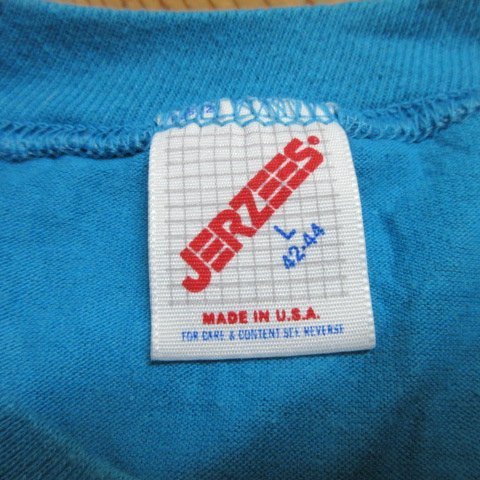 JERZEES
L
42-44
MADE IN U.S.A.
FOR CARE & CONTENT SEE REVERSE